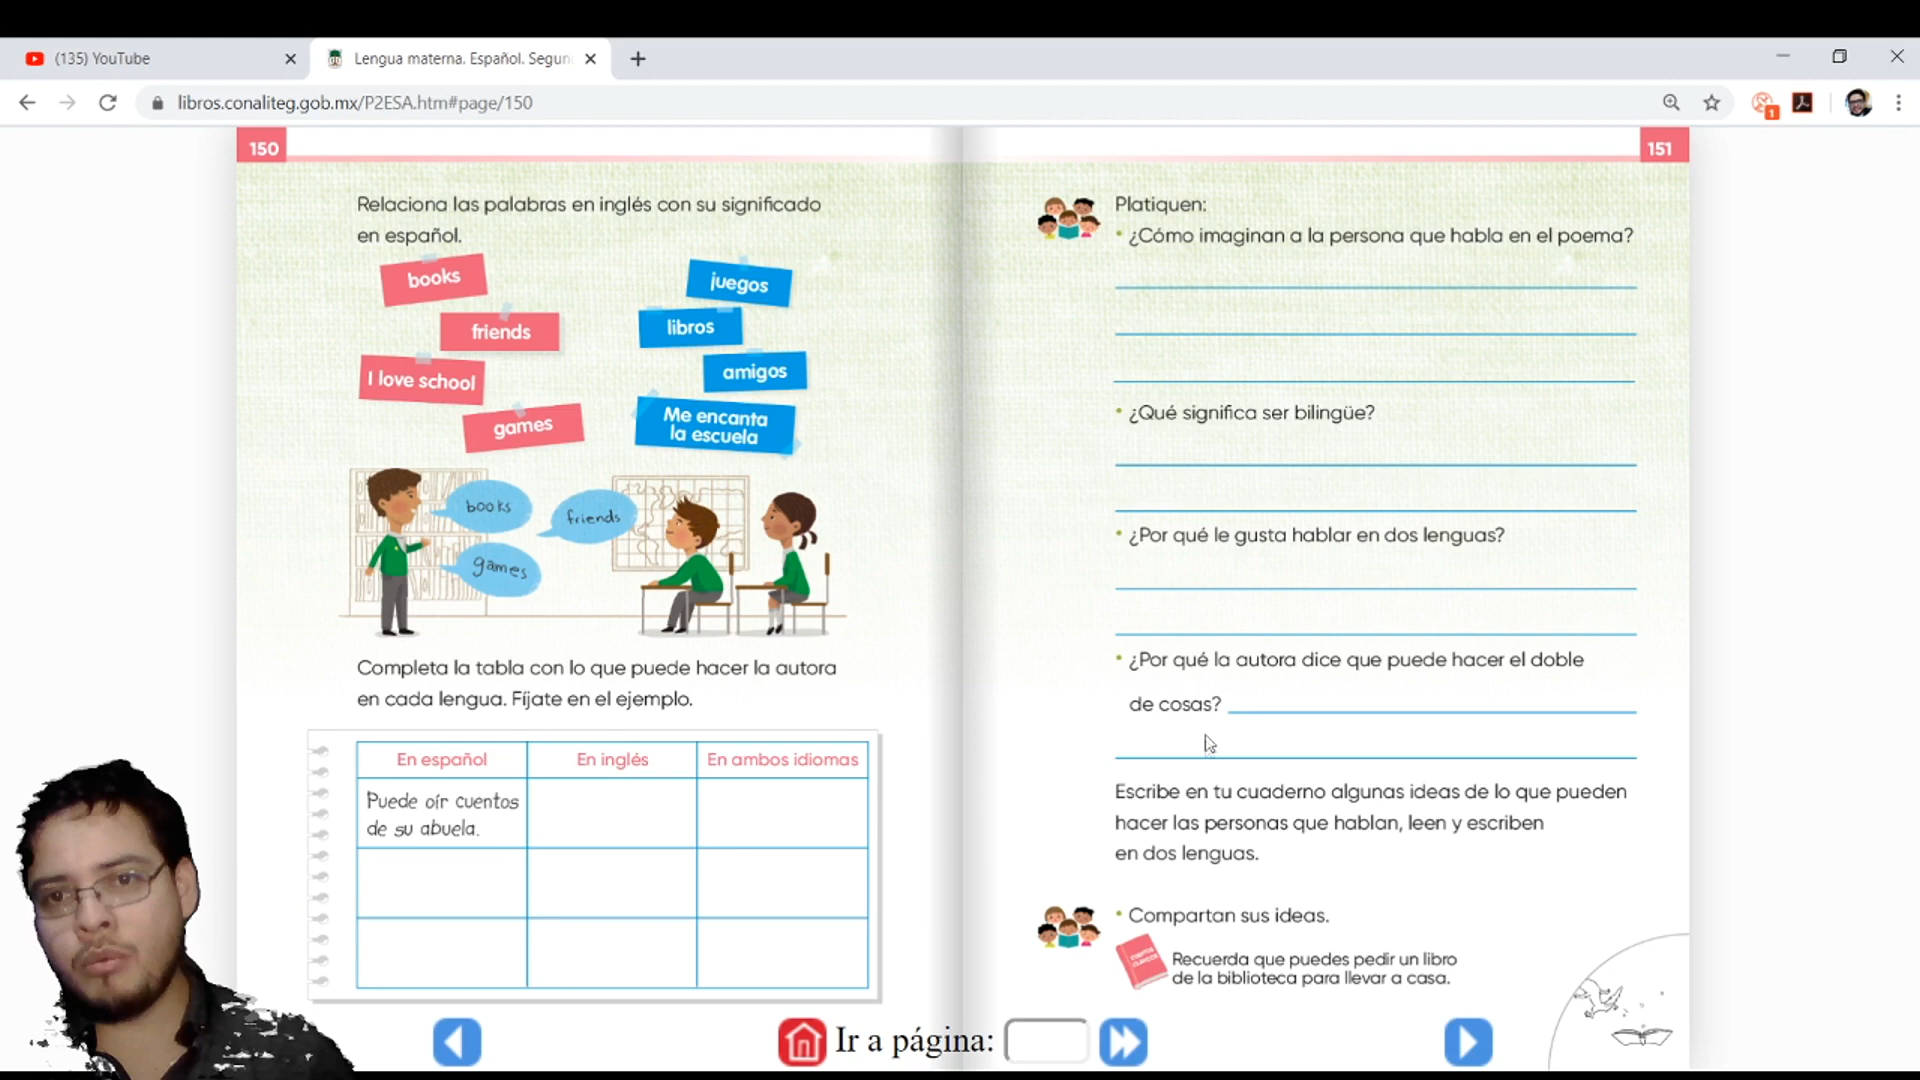 (135) YouTube
Lengua materna. Español. Segun
libros.conaliteg.gob.mx/P2ESA.htm#page/150
1
150
Relaciona las palabras en inglés con su significado
en español.
books
friends
I love school
games
juegos
libros
amigos
Me encanta
la escuela
books
friends
games
Completa la tabla con lo que puede hacer la autora
en cada lengua. Fíjate en el ejemplo.
En español
En inglés
En ambos idiomas
Puede oír cuentos
de su abuela.
151
Platiquen:
• ¿Cómo imaginan a la persona que habla en el poema?
• ¿Qué significa ser bilingüe?
• ¿Por qué le gusta hablar en dos lenguas?
• ¿Por qué la autora dice que puede hacer el doble
de cosas?
Escribe en tu cuaderno algunas ideas de lo que pueden
hacer las personas que hablan, leen y escriben
en dos lenguas.
• Compartan sus ideas.
Recuerda que puedes pedir un libro
de la biblioteca para llevar a casa.
Ir a página: